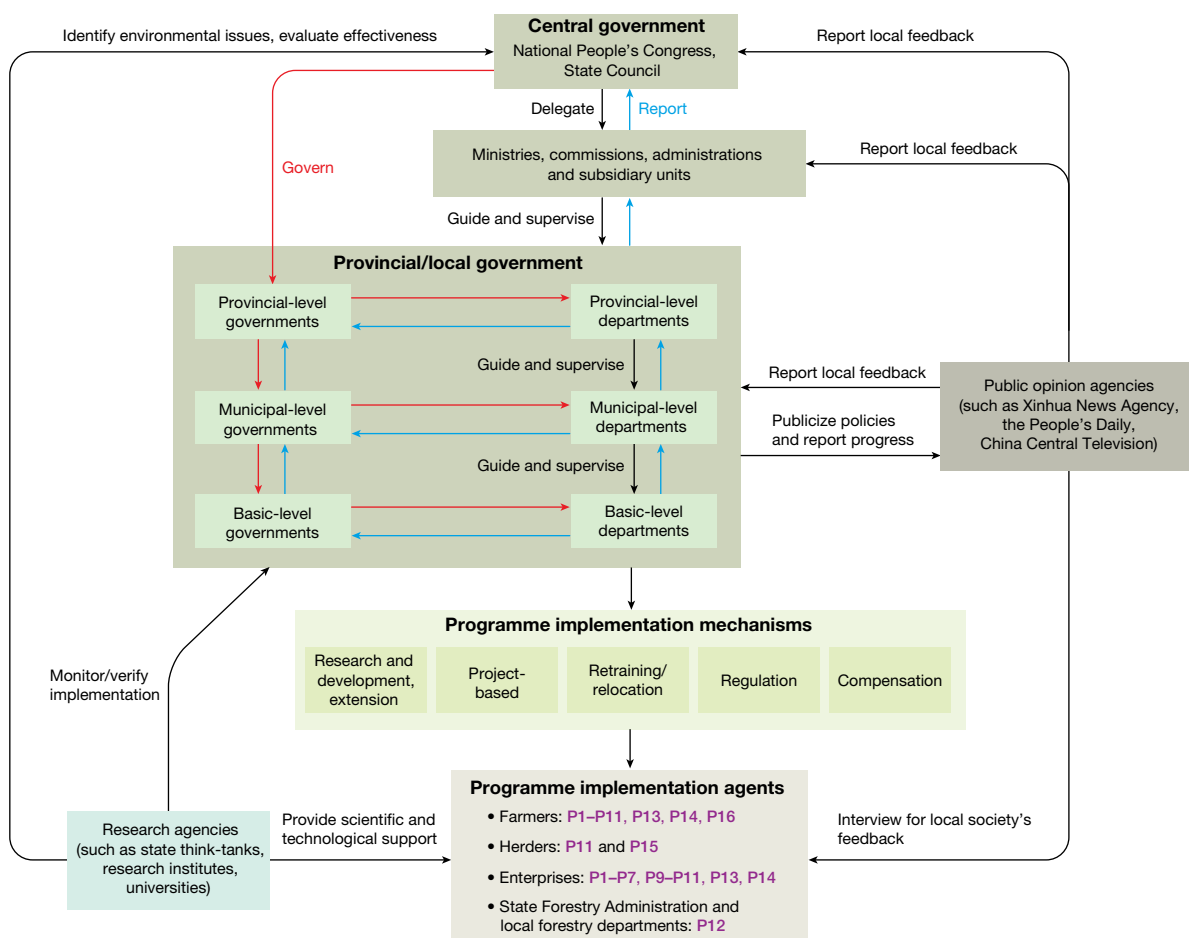 Central government
National People's Congress,
State Council
Identify environmental issues, evaluate effectiveness
Report local feedback
Delegate
Report
Ministries, commissions, administrations
and subsidiary units
Report local feedback
Govern
Guide and supervise
Provincial/local government
Provincial-level
governments
Provincial-level
departments
Guide and supervise
Municipal-level
governments
Municipal-level
departments
Guide and supervise
Basic-level
governments
Basic-level
departments
Report local feedback
Publicize policies
and report progress
Public opinion agencies
(such as Xinhua News Agency,
the People's Daily,
China Central Television)
Programme implementation mechanisms
Research and
development,
extension
Project-
based
Retraining/
relocation
Regulation
Compensation
Monitor/verify
implementation
Programme implementation agents
• Farmers: P1–P11, P13, P14, P16
• Herders: P11 and P15
• Enterprises: P1–P7, P9–P11, P13, P14
• State Forestry Administration and
local forestry departments: P12
Research agencies
(such as state think-tanks,
research institutes,
universities)
Provide scientific and
technological support
Interview for local society's
feedback